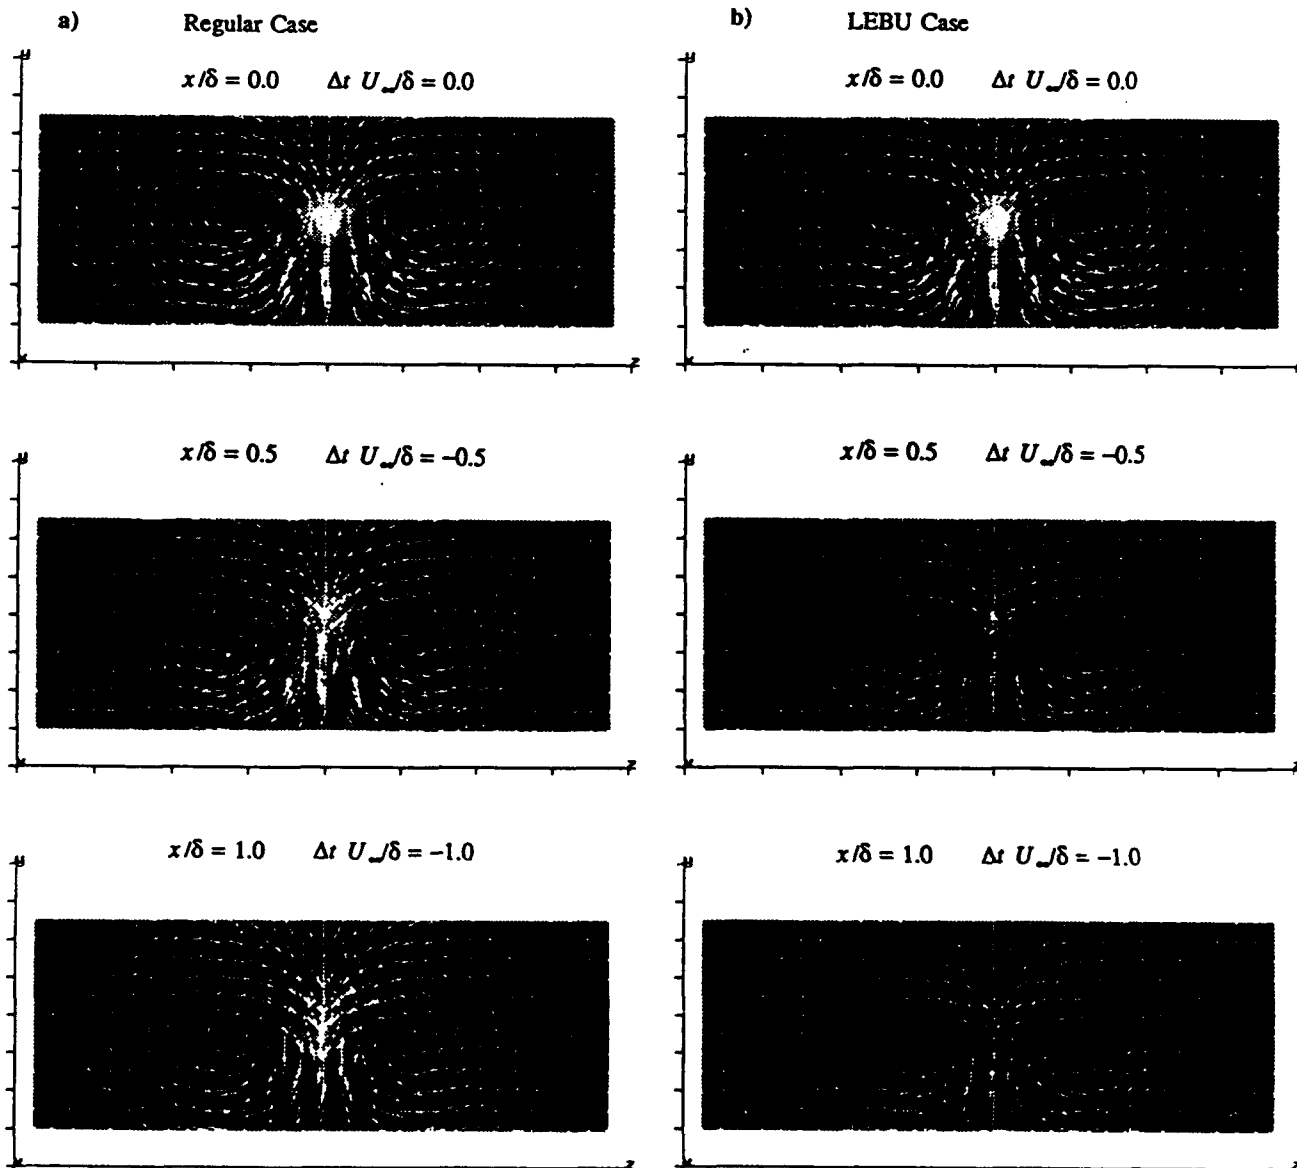 a) Regular Case
b) LEBU Case
y
x/δ = 0.0 Δt U∞/δ = 0.0
z
y
x/δ = 0.0 Δt U∞/δ = 0.0
z
y
x/δ = 0.5 Δt U∞/δ = −0.5
z
y
x/δ = 0.5 Δt U∞/δ = −0.5
z
y
x/δ = 1.0 Δt U∞/δ = −1.0
z
y
x/δ = 1.0 Δt U∞/δ = −1.0
z